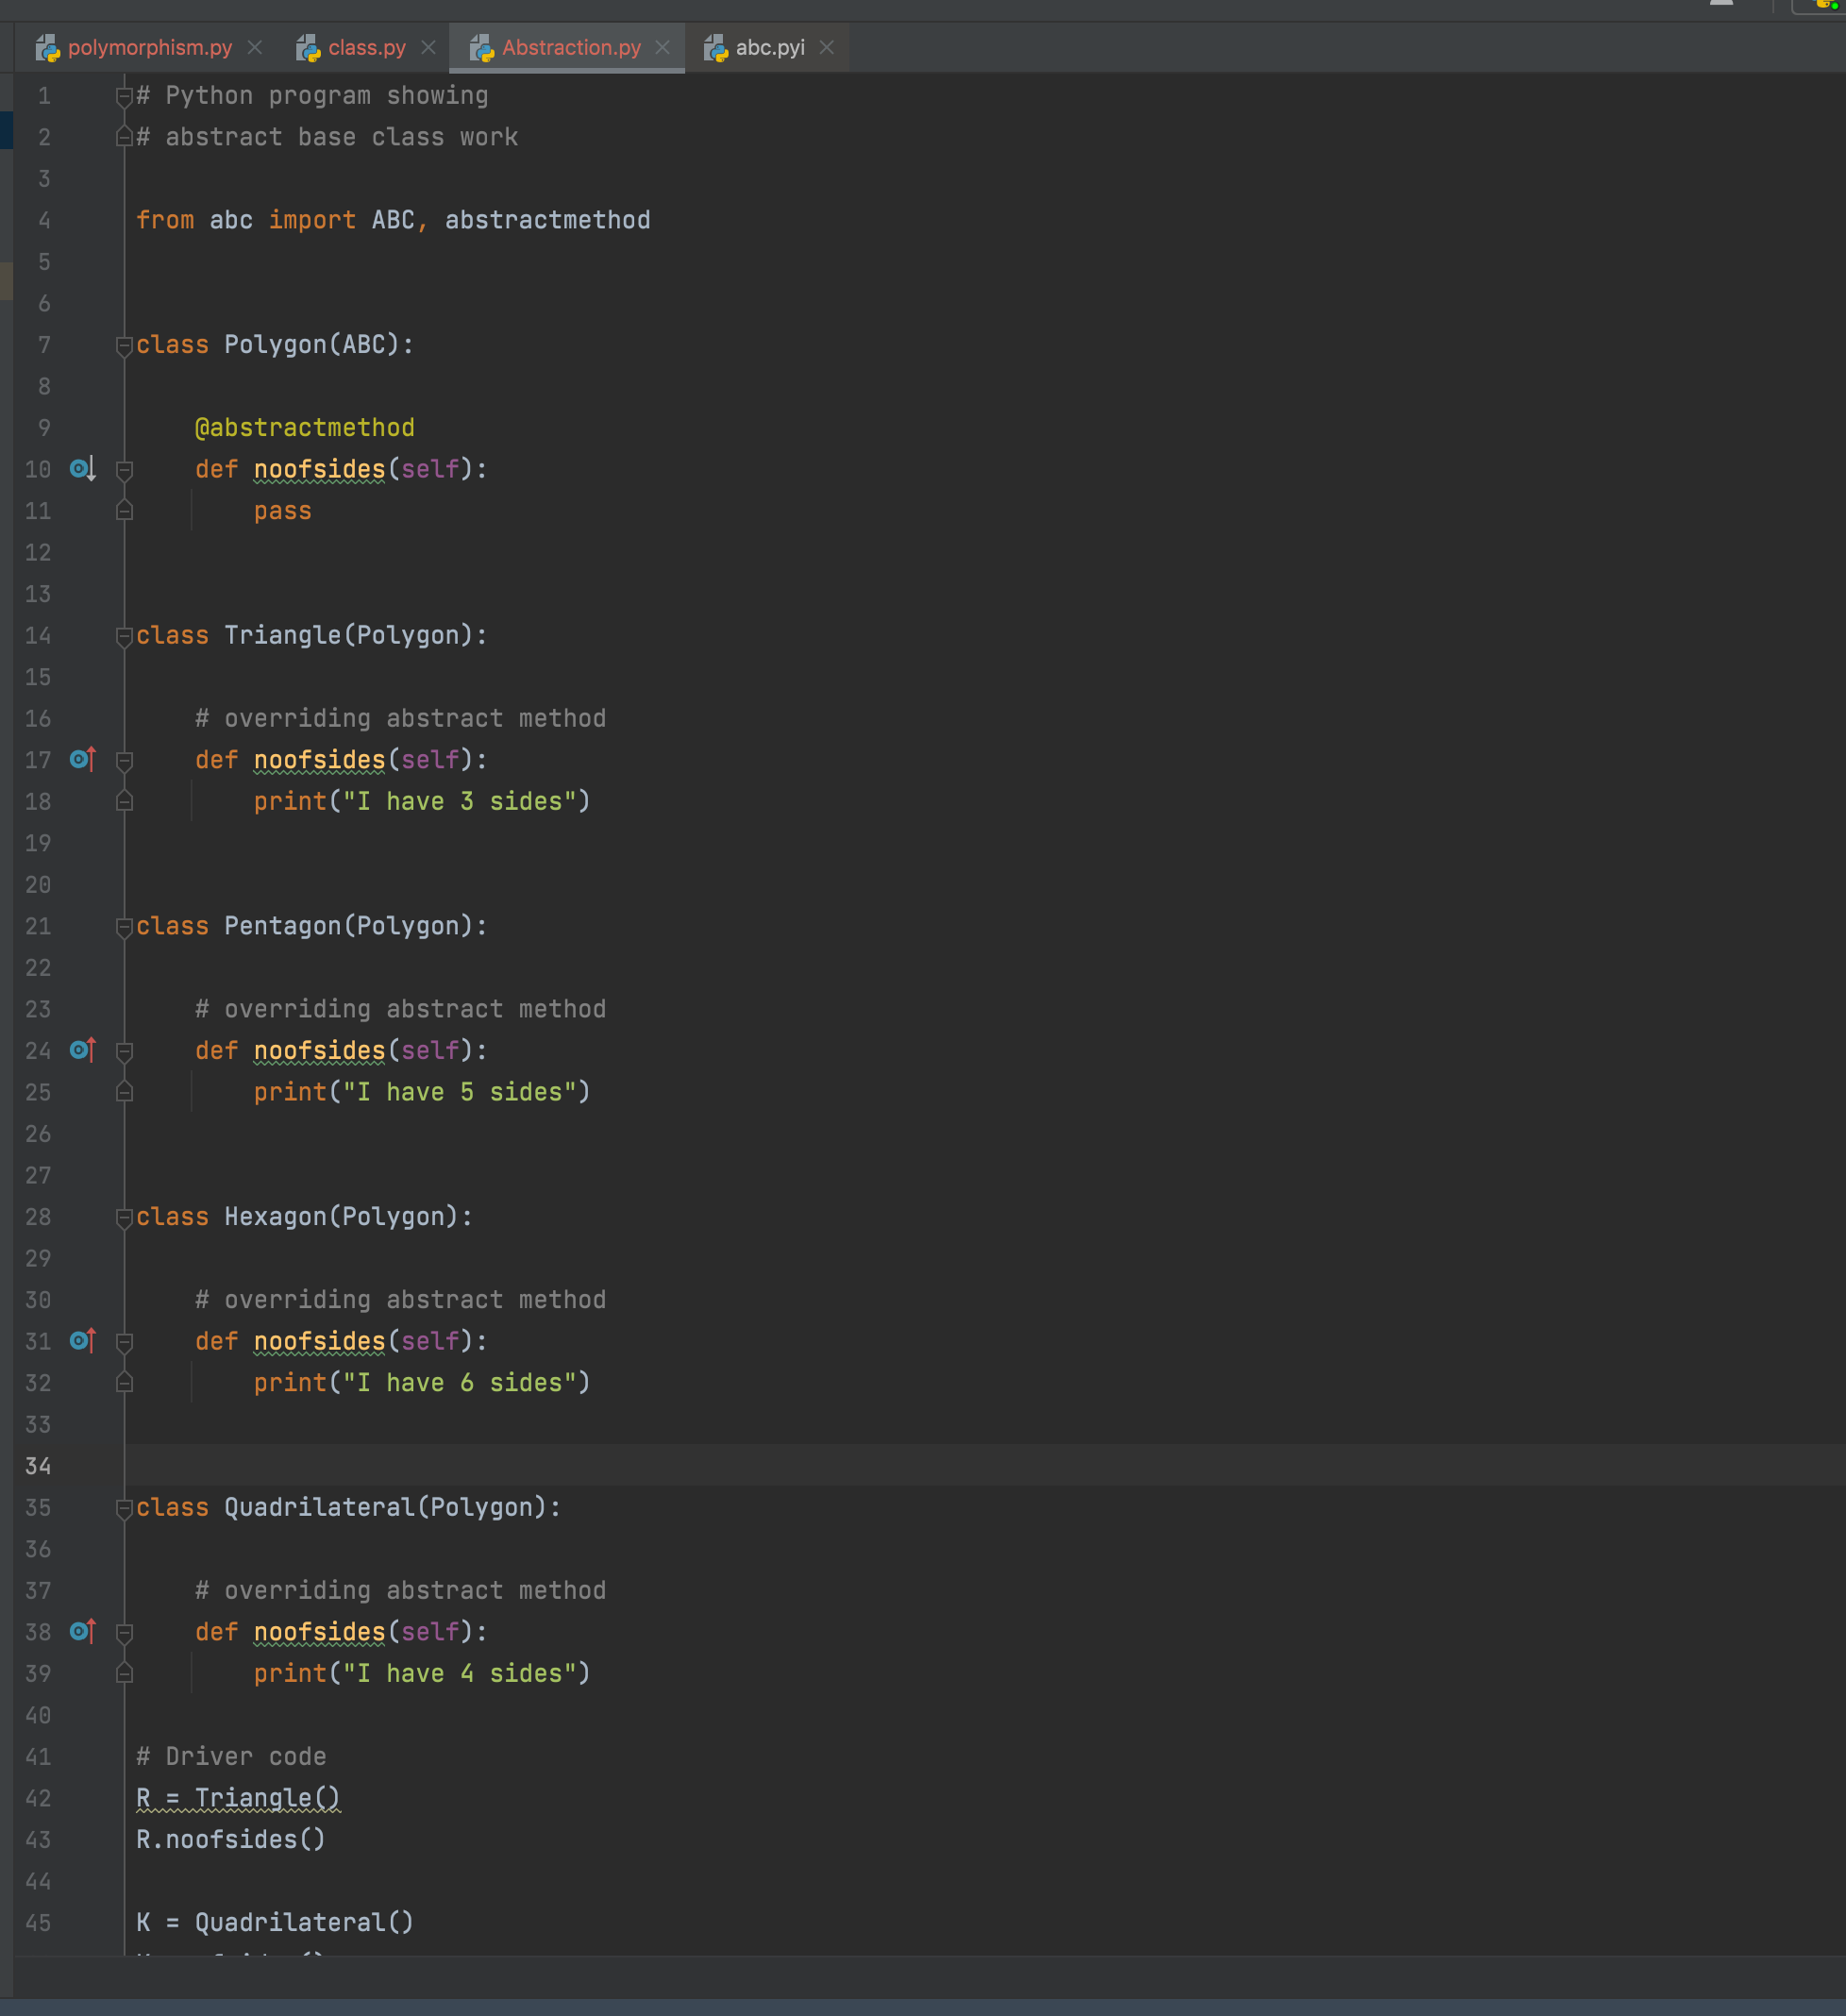 polymorphism.py class.py Abstraction.py abc.pyi
1 # Python program showing
2 # abstract base class work
3
4 from abc import ABC, abstractmethod
5
6
7 class Polygon(ABC):
8
9     @abstractmethod
10     def noofsides(self):
11         pass
12
13
14 class Triangle(Polygon):
15
16     # overriding abstract method
17     def noofsides(self):
18         print("I have 3 sides")
19
20
21 class Pentagon(Polygon):
22
23     # overriding abstract method
24     def noofsides(self):
25         print("I have 5 sides")
26
27
28 class Hexagon(Polygon):
29
30     # overriding abstract method
31     def noofsides(self):
32         print("I have 6 sides")
33
34
35 class Quadrilateral(Polygon):
36
37     # overriding abstract method
38     def noofsides(self):
39         print("I have 4 sides")
40
41 # Driver code
42 R = Triangle()
43 R.noofsides()
44
45 K = Quadrilateral()